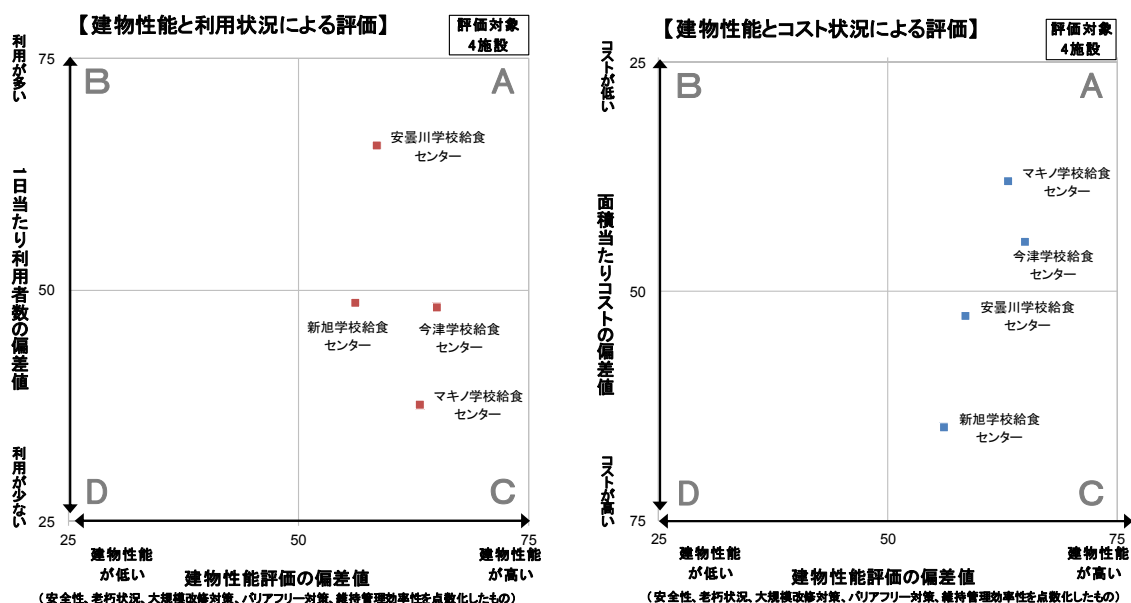 【建物性能と利用状況による評価】
評価対象
4施設
利用が多い
75
B
A
安曇川学校給食
センター
1日当たり利用者数の偏差値
50
新旭学校給食
センター
今津学校給食
センター
マキノ学校給食
センター
利用が少ない
D
C
25
25
50
75
建物性能
が低い
建物性能評価の偏差値
建物性能
が高い
(安全性、老朽状況、大規模改修対策、バリアフリー対策、維持管理効率性を点数化したもの)
【建物性能とコスト状況による評価】
評価対象
4施設
コストが低い
25
B
A
マキノ学校給食
センター
面積当たりコストの偏差値
今津学校給食
センター
50
安曇川学校給食
センター
新旭学校給食
センター
コストが高い
D
C
75
25
50
75
建物性能
が低い
建物性能評価の偏差値
建物性能
が高い
(安全性、老朽状況、大規模改修対策、バリアフリー対策、維持管理効率性を点数化したもの)